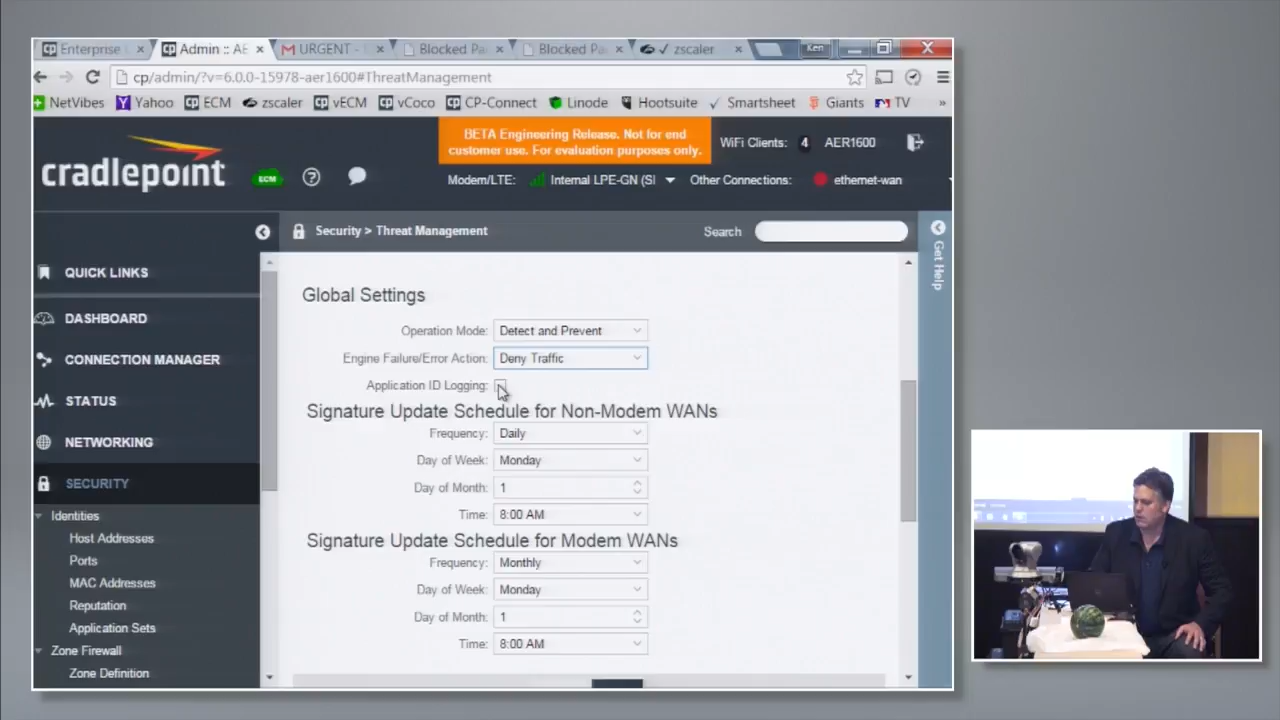 Enterprise
Admin :: AE
URGENT -
Blocked Pa
Blocked Pa
zscaler
Ken
cp/admin/?v=6.0.0-15978-aer1600#ThreatManagement
NetVibes
Yahoo
ECM
zscaler
vECM
vCoco
CP-Connect
Linode
Hootsuite
Smartsheet
Giants
TV
»
cradlepoint
ECM
BETA Engineering Release. Not for end
customer use. For evaluation purposes only.
WiFi Clients: 4 AER1600
Modem/LTE: Internal LPE-GN (SI
Other Connections: ethernet-wan
Security > Threat Management
Search
Get Help
QUICK LINKS
DASHBOARD
CONNECTION MANAGER
STATUS
NETWORKING
SECURITY
Identities
Host Addresses
Ports
MAC Addresses
Reputation
Application Sets
Zone Firewall
Zone Definition
Global Settings
Operation Mode: Detect and Prevent
Engine Failure/Error Action: Deny Traffic
Application ID Logging:
Signature Update Schedule for Non-Modem WANs
Frequency: Daily
Day of Week: Monday
Day of Month: 1
Time: 8:00 AM
Signature Update Schedule for Modem WANs
Frequency: Monthly
Day of Week: Monday
Day of Month: 1
Time: 8:00 AM